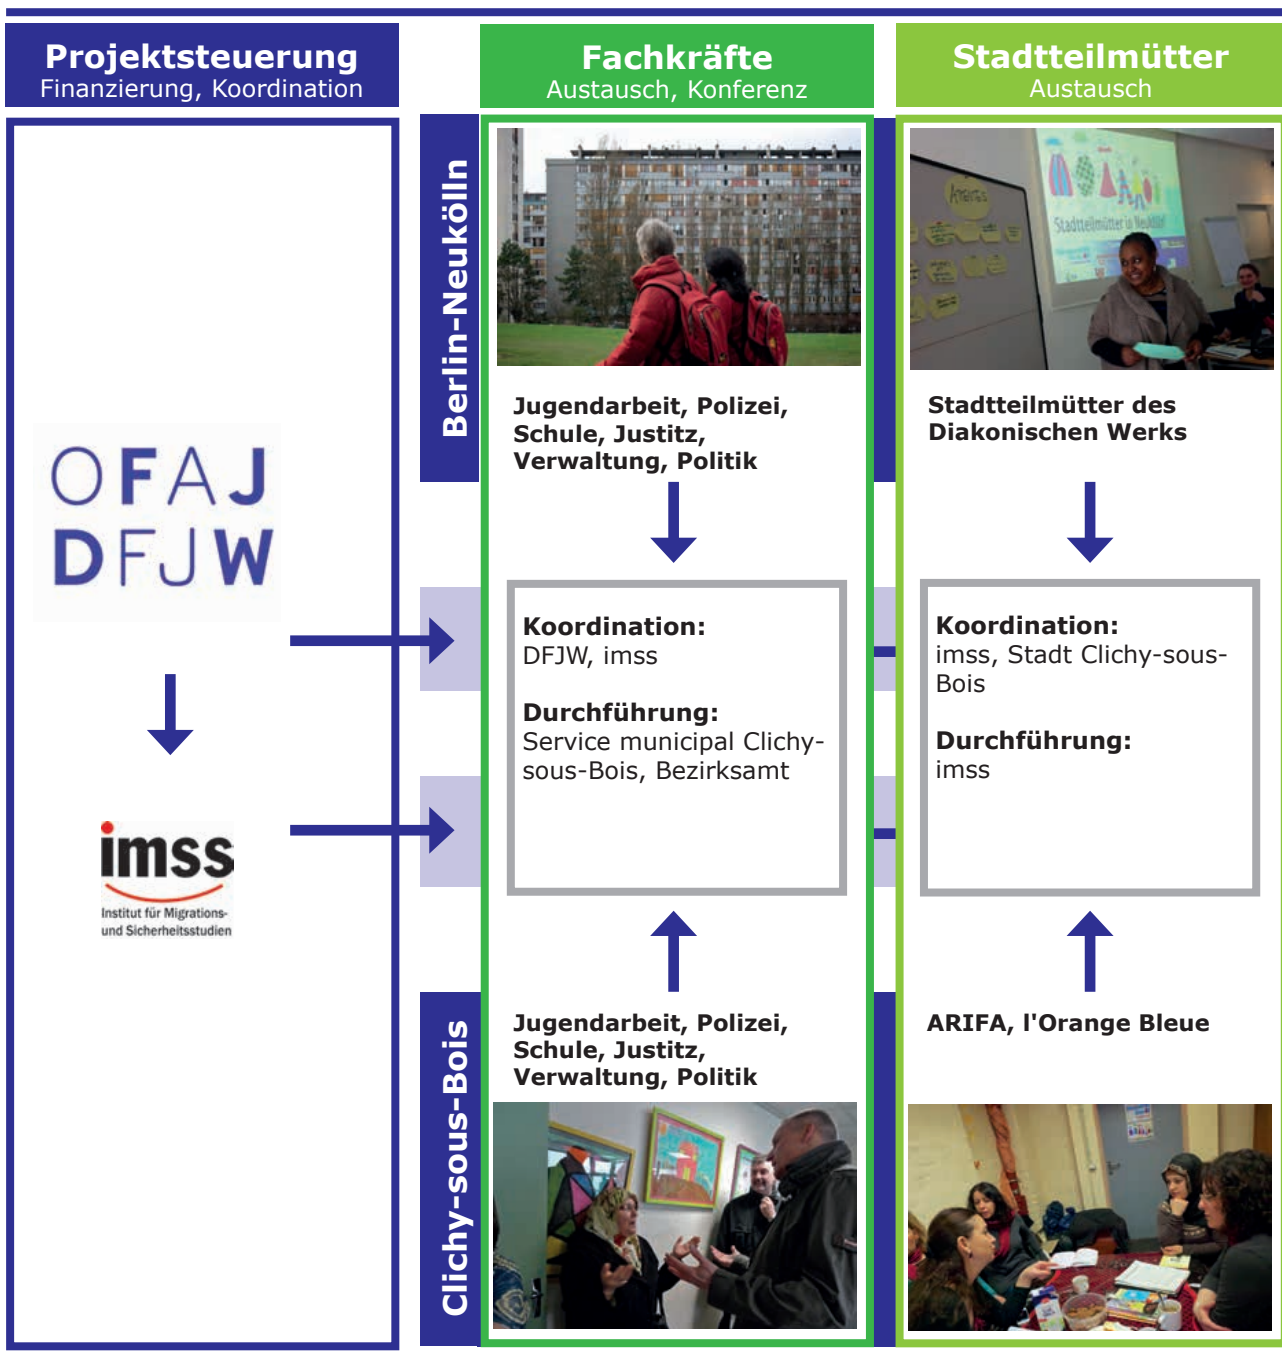 Projektsteuerung
Finanzierung, Koordination
OFAJ
DFJW
imss
Institut für Migrations-
und Sicherheitsstudien
Fachkräfte
Austausch, Konferenz
Stadtteilmütter
Austausch
Berlin-Neukölln
Stadtteilmütter in Neukölln
Jugendarbeit, Polizei,
Schule, Justitz,
Verwaltung, Politik
Stadtteilmütter des
Diakonischen Werks
Koordination:
DFJW, imss
Durchführung:
Service municipal Clichy-
sous-Bois, Bezirksamt
Koordination:
imss, Stadt Clichy-sous-
Bois
Durchführung:
imss
Clichy-sous-Bois
Jugendarbeit, Polizei,
Schule, Justitz,
Verwaltung, Politik
ARIFA, l'Orange Bleue